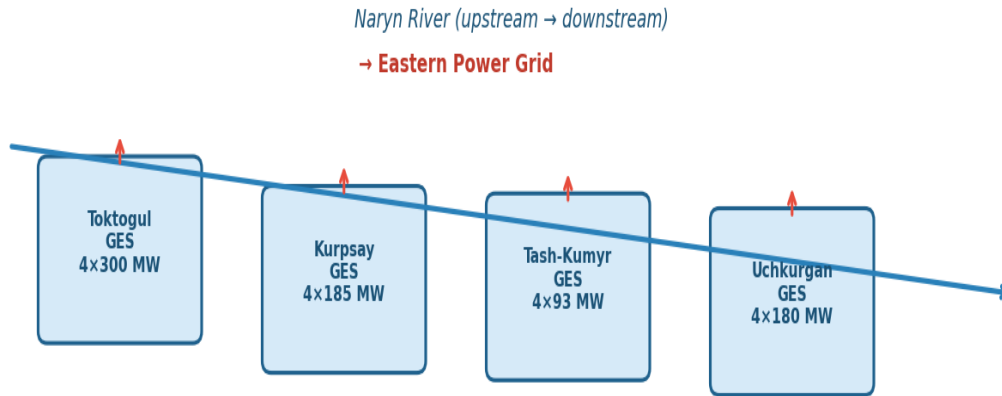 Naryn River (upstream → downstream)
→ Eastern Power Grid
Toktogul
GES
4×300 MW
Kurpsay
GES
4×185 MW
Tash-Kumyr
GES
4×93 MW
Uchkurgan
GES
4×180 MW